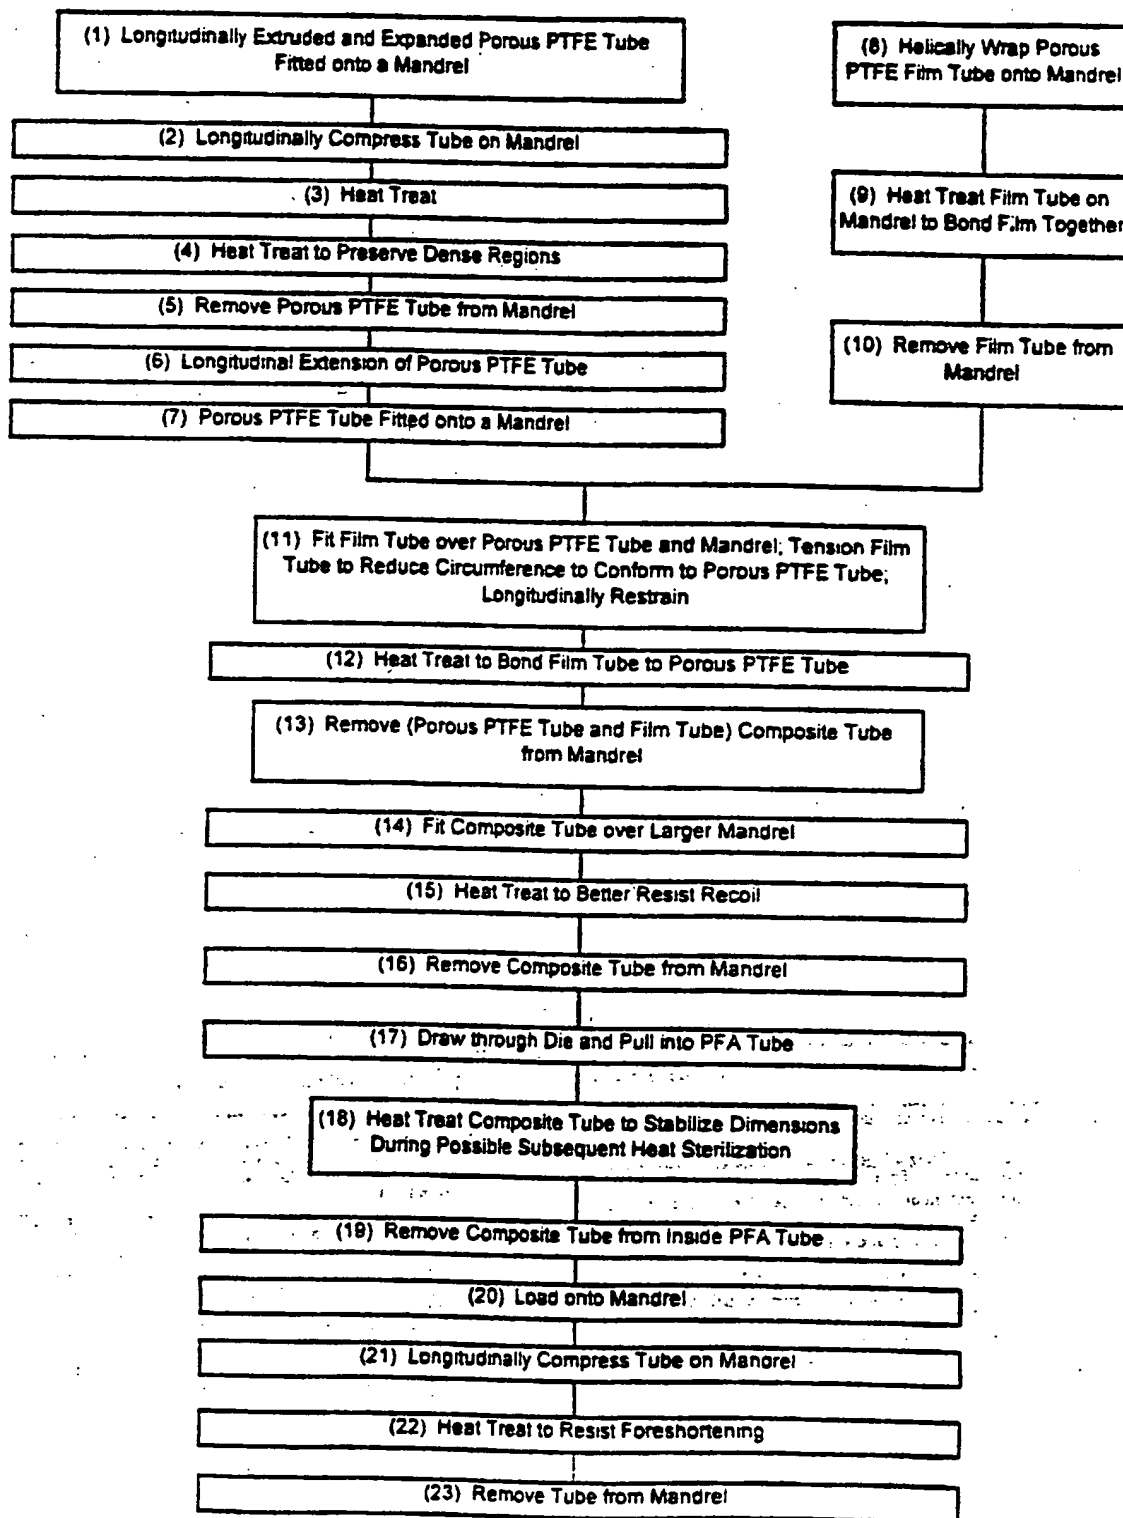 (1) Longitudinally Extruded and Expanded Porous PTFE Tube
Fitted onto a Mandrel
(2) Longitudinally Compress Tube on Mandrel
(3) Heat Treat
(4) Heat Treat to Preserve Dense Regions
(5) Remove Porous PTFE Tube from Mandrel
(6) Longitudinal Extension of Porous PTFE Tube
(7) Porous PTFE Tube Fitted onto a Mandrel
(8) Helically Wrap Porous
PTFE Film Tube onto Mandrel
(9) Heat Treat Film Tube on
Mandrel to Bond Film Together
(10) Remove Film Tube from
Mandrel
(11) Fit Film Tube over Porous PTFE Tube and Mandrel; Tension Film
Tube to Reduce Circumference to Conform to Porous PTFE Tube;
Longitudinally Restrain
(12) Heat Treat to Bond Film Tube to Porous PTFE Tube
(13) Remove (Porous PTFE Tube and Film Tube) Composite Tube
from Mandrel
(14) Fit Composite Tube over Larger Mandrel
(15) Heat Treat to Better Resist Recoil
(16) Remove Composite Tube from Mandrel
(17) Draw through Die and Pull into PFA Tube
(18) Heat Treat Composite Tube to Stabilize Dimensions
During Possible Subsequent Heat Sterilization
(19) Remove Composite Tube from Inside PFA Tube
(20) Load onto Mandrel
(21) Longitudinally Compress Tube on Mandrel
(22) Heat Treat to Resist Foreshortening
(23) Remove Tube from Mandrel